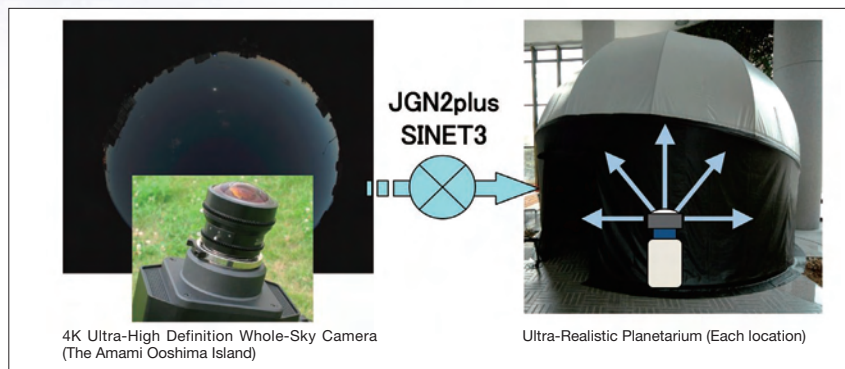 JGN2plus
SINET3
4K Ultra-High Definition Whole-Sky Camera
(The Amami Ooshima Island)
Ultra-Realistic Planetarium (Each location)